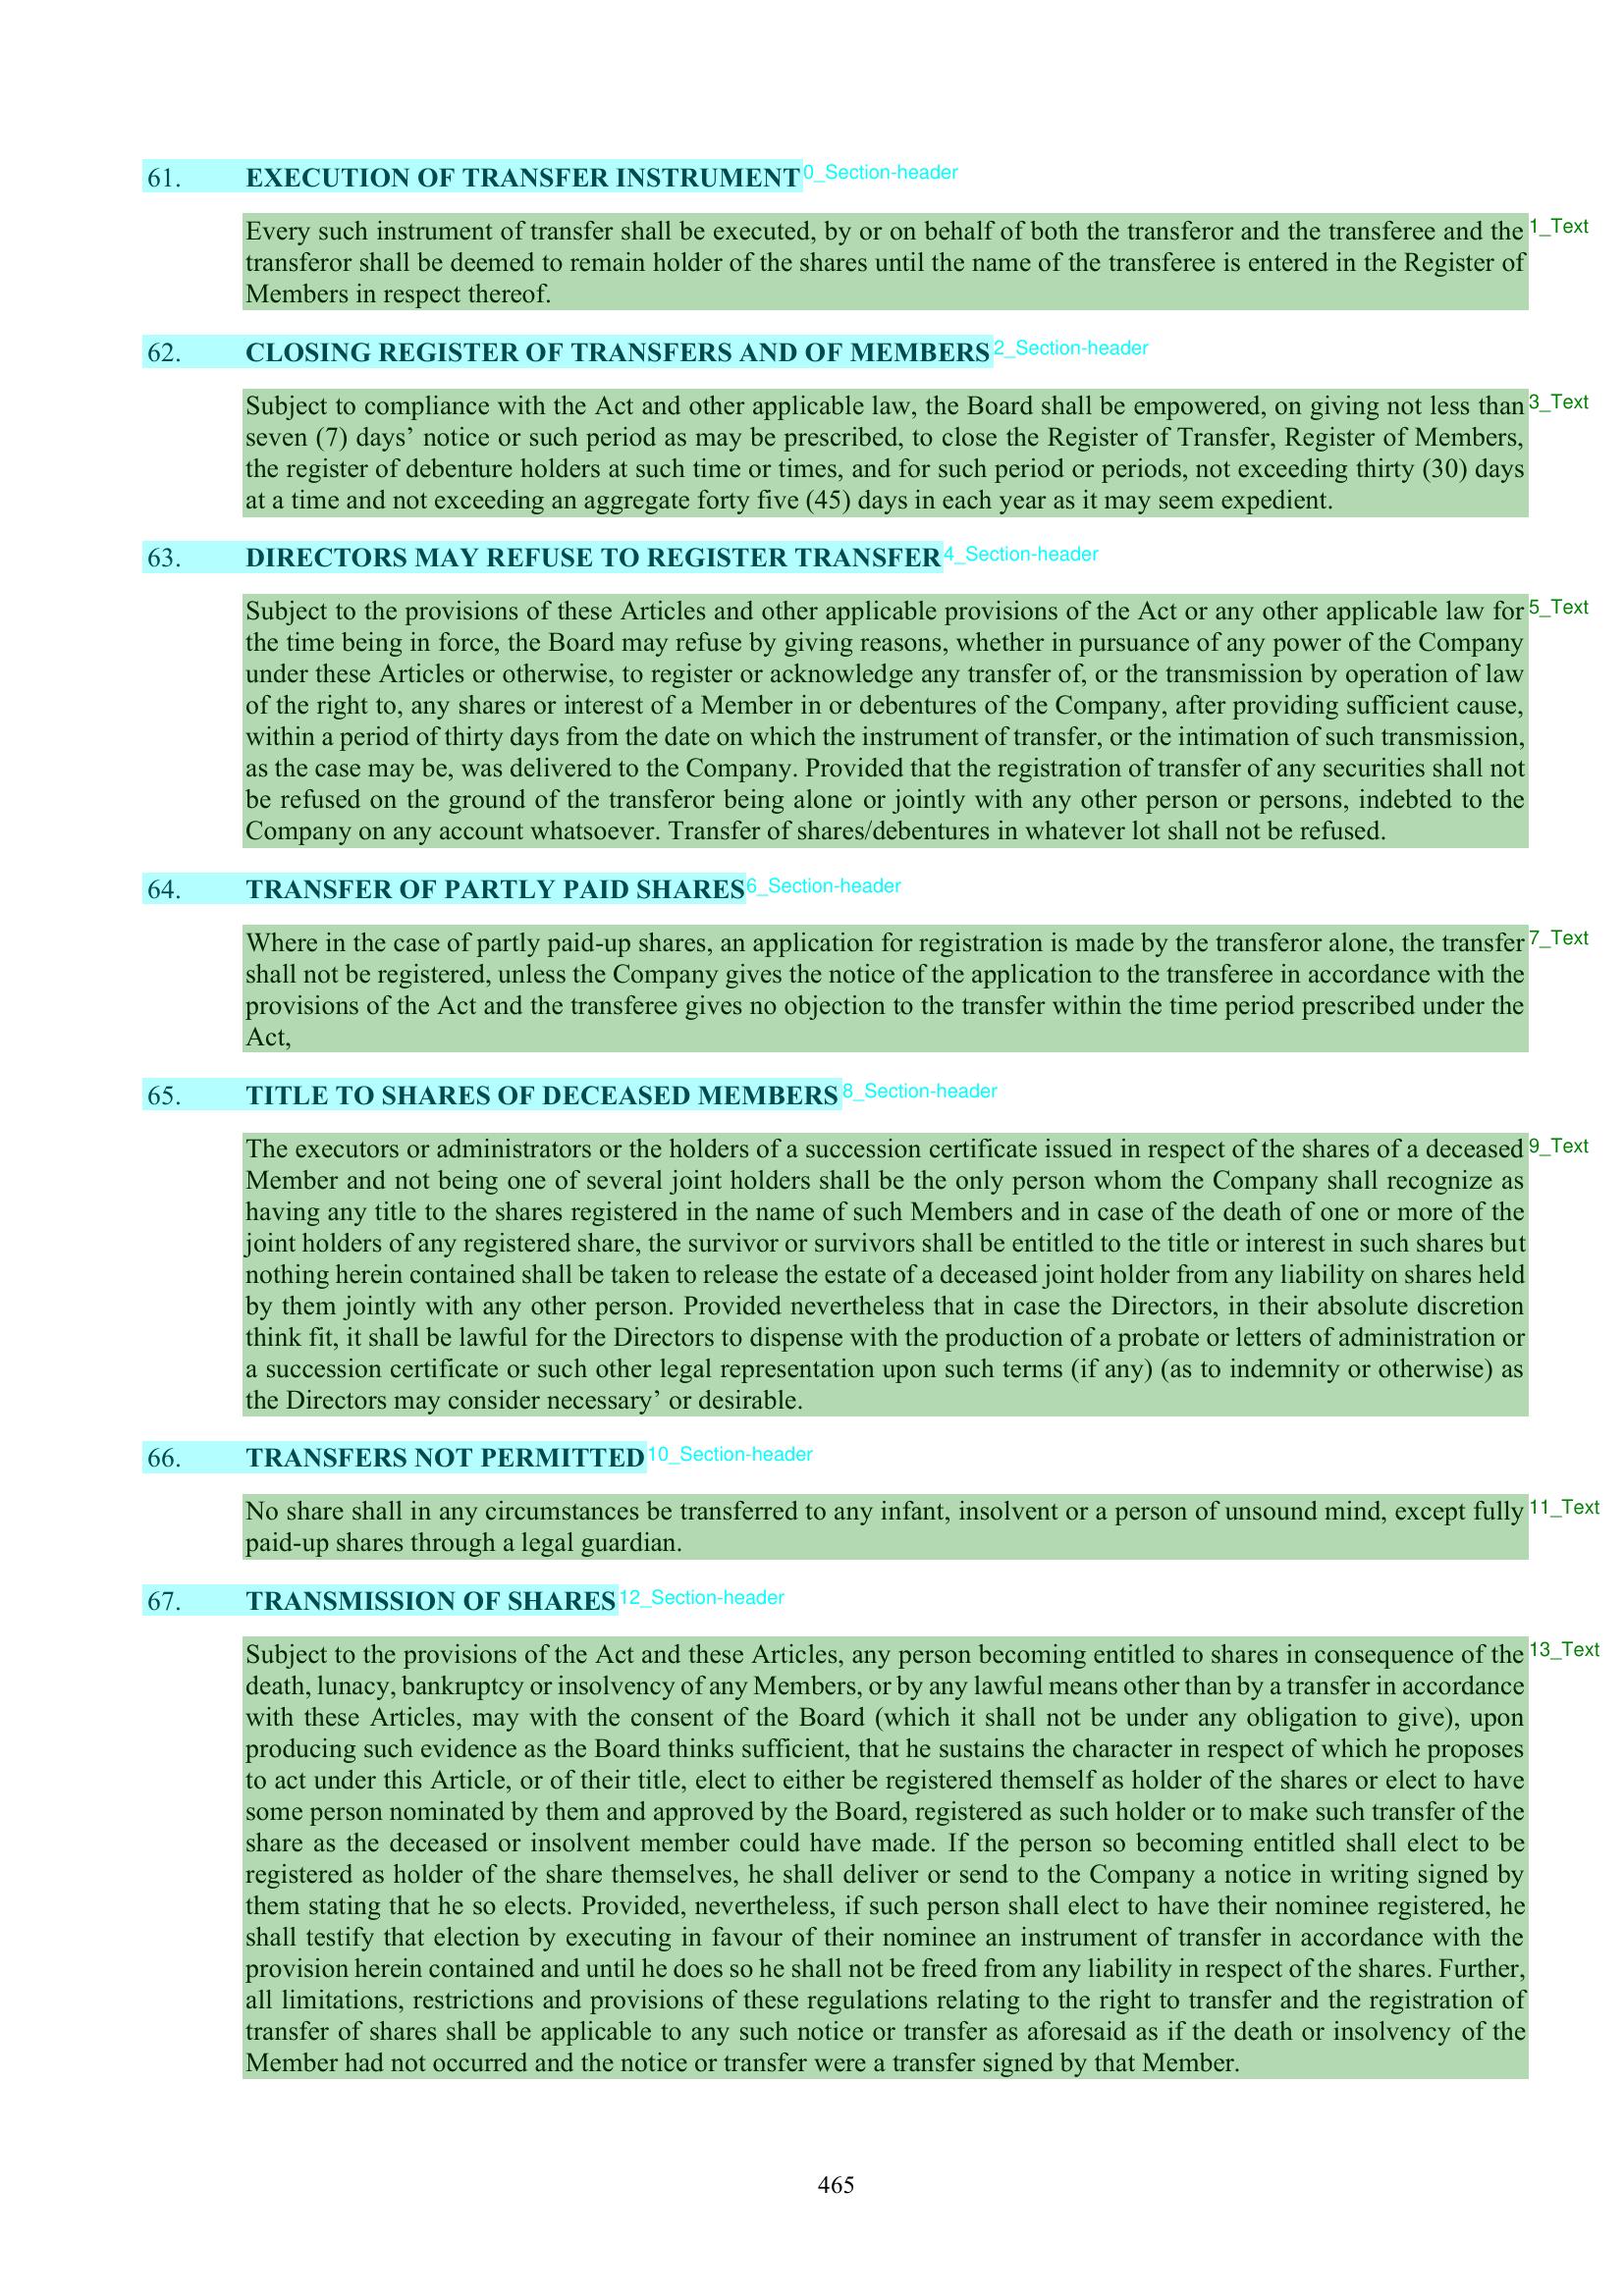 61. EXECUTION OF TRANSFER INSTRUMENT 0_Section-header
Every such instrument of transfer shall be executed, by or on behalf of both the transferor and the transferee and the 1_Text
transferor shall be deemed to remain holder of the shares until the name of the transferee is entered in the Register of
Members in respect thereof.
62. CLOSING REGISTER OF TRANSFERS AND OF MEMBERS 2_Section-header
Subject to compliance with the Act and other applicable law, the Board shall be empowered, on giving not less than 3_Text
seven (7) days’ notice or such period as may be prescribed, to close the Register of Transfer, Register of Members,
the register of debenture holders at such time or times, and for such period or periods, not exceeding thirty (30) days
at a time and not exceeding an aggregate forty five (45) days in each year as it may seem expedient.
63. DIRECTORS MAY REFUSE TO REGISTER TRANSFER 4_Section-header
Subject to the provisions of these Articles and other applicable provisions of the Act or any other applicable law for 5_Text
the time being in force, the Board may refuse by giving reasons, whether in pursuance of any power of the Company
under these Articles or otherwise, to register or acknowledge any transfer of, or the transmission by operation of law
of the right to, any shares or interest of a Member in or debentures of the Company, after providing sufficient cause,
within a period of thirty days from the date on which the instrument of transfer, or the intimation of such transmission,
as the case may be, was delivered to the Company. Provided that the registration of transfer of any securities shall not
be refused on the ground of the transferor being alone or jointly with any other person or persons, indebted to the
Company on any account whatsoever. Transfer of shares/debentures in whatever lot shall not be refused.
64. TRANSFER OF PARTLY PAID SHARES 6_Section-header
Where in the case of partly paid-up shares, an application for registration is made by the transferor alone, the transfer 7_Text
shall not be registered, unless the Company gives the notice of the application to the transferee in accordance with the
provisions of the Act and the transferee gives no objection to the transfer within the time period prescribed under the
Act,
65. TITLE TO SHARES OF DECEASED MEMBERS 8_Section-header
The executors or administrators or the holders of a succession certificate issued in respect of the shares of a deceased 9_Text
Member and not being one of several joint holders shall be the only person whom the Company shall recognize as
having any title to the shares registered in the name of such Members and in case of the death of one or more of the
joint holders of any registered share, the survivor or survivors shall be entitled to the title or interest in such shares but
nothing herein contained shall be taken to release the estate of a deceased joint holder from any liability on shares held
by them jointly with any other person. Provided nevertheless that in case the Directors, in their absolute discretion
think fit, it shall be lawful for the Directors to dispense with the production of a probate or letters of administration or
a succession certificate or such other legal representation upon such terms (if any) (as to indemnity or otherwise) as
the Directors may consider necessary’ or desirable.
66. TRANSFERS NOT PERMITTED 10_Section-header
No share shall in any circumstances be transferred to any infant, insolvent or a person of unsound mind, except fully 11_Text
paid-up shares through a legal guardian.
67. TRANSMISSION OF SHARES 12_Section-header
Subject to the provisions of the Act and these Articles, any person becoming entitled to shares in consequence of the 13_Text
death, lunacy, bankruptcy or insolvency of any Members, or by any lawful means other than by a transfer in accordance
with these Articles, may with the consent of the Board (which it shall not be under any obligation to give), upon
producing such evidence as the Board thinks sufficient, that he sustains the character in respect of which he proposes
to act under this Article, or of their title, elect to either be registered themself as holder of the shares or elect to have
some person nominated by them and approved by the Board, registered as such holder or to make such transfer of the
share as the deceased or insolvent member could have made. If the person so becoming entitled shall elect to be
registered as holder of the share themselves, he shall deliver or send to the Company a notice in writing signed by
them stating that he so elects. Provided, nevertheless, if such person shall elect to have their nominee registered, he
shall testify that election by executing in favour of their nominee an instrument of transfer in accordance with the
provision herein contained and until he does so he shall not be freed from any liability in respect of the shares. Further,
all limitations, restrictions and provisions of these regulations relating to the right to transfer and the registration of
transfer of shares shall be applicable to any such notice or transfer as aforesaid as if the death or insolvency of the
Member had not occurred and the notice or transfer were a transfer signed by that Member.
465